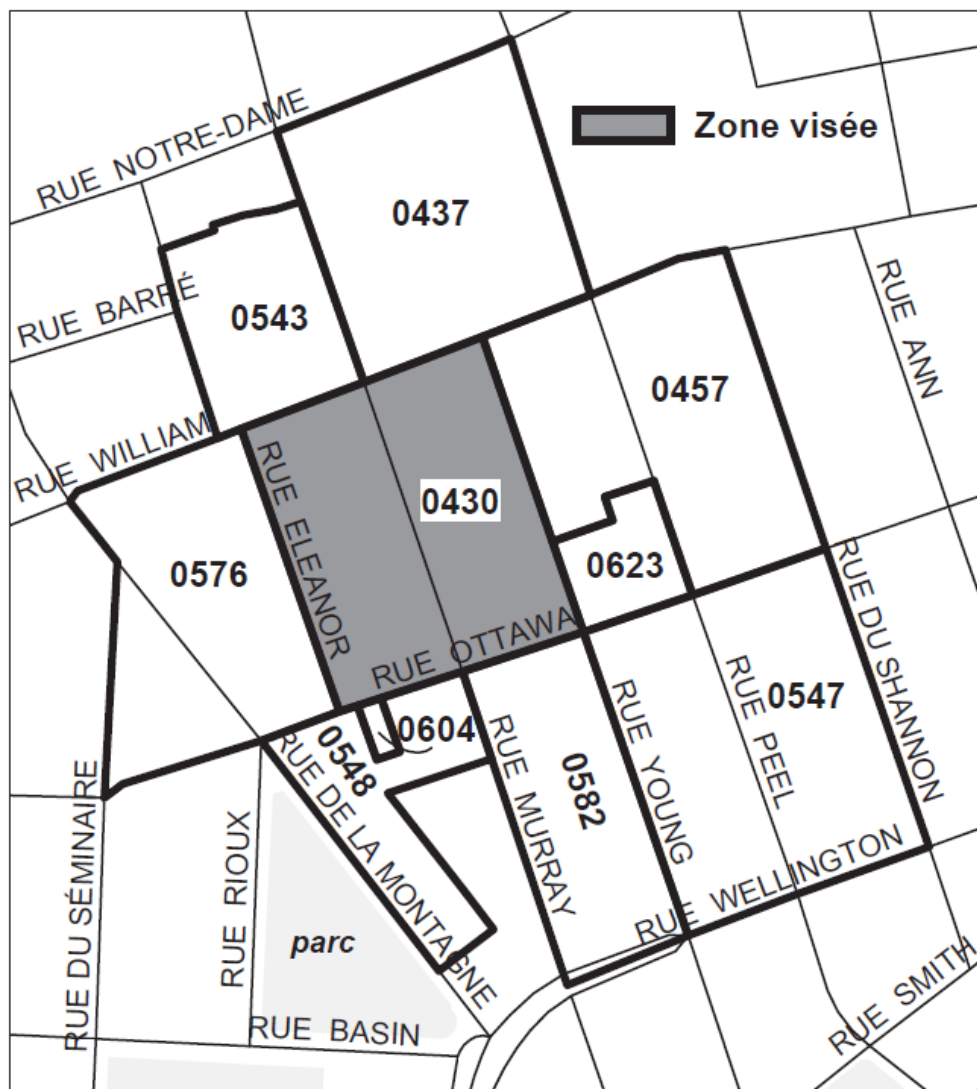 RUE NOTRE-DAME
Zone visée
0437
RUE BARRÉ
0543
RUE ANN
0457
RUE WILLIAM
RUE ELEANOR
0430
0576
0623
RUE OTTAWA
RUE DU SHANNON
0604
0548
RUE DE LA MONTAGNE
RUE MURRAY
0582
RUE YOUNG
RUE PEEL
0547
RUE DU SÉMINAIRE
RUE RIOUX
parc
RUE WELLINGTON
RUE BASIN
RUE SMITH